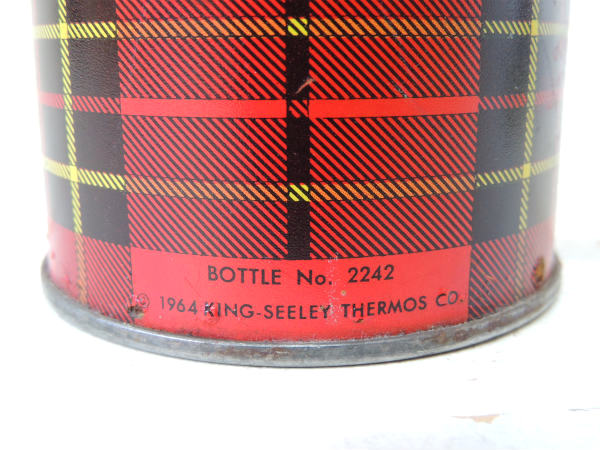 BOTTLE No. 2242
© 1964 KING-SEELEY THERMOS CO.